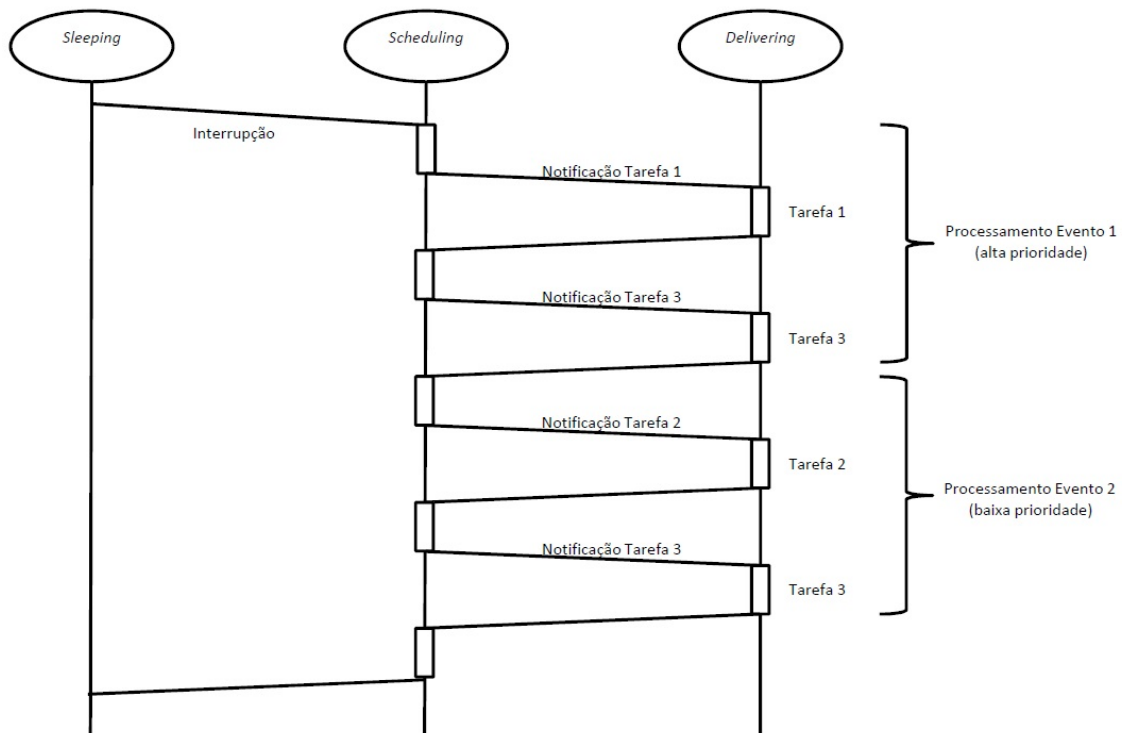 Sleeping
Scheduling
Delivering
Interrupção
Notificação Tarefa 1
Tarefa 1
Processamento Evento 1
(alta prioridade)
Notificação Tarefa 3
Tarefa 3
Notificação Tarefa 2
Tarefa 2
Processamento Evento 2
(baixa prioridade)
Notificação Tarefa 3
Tarefa 3